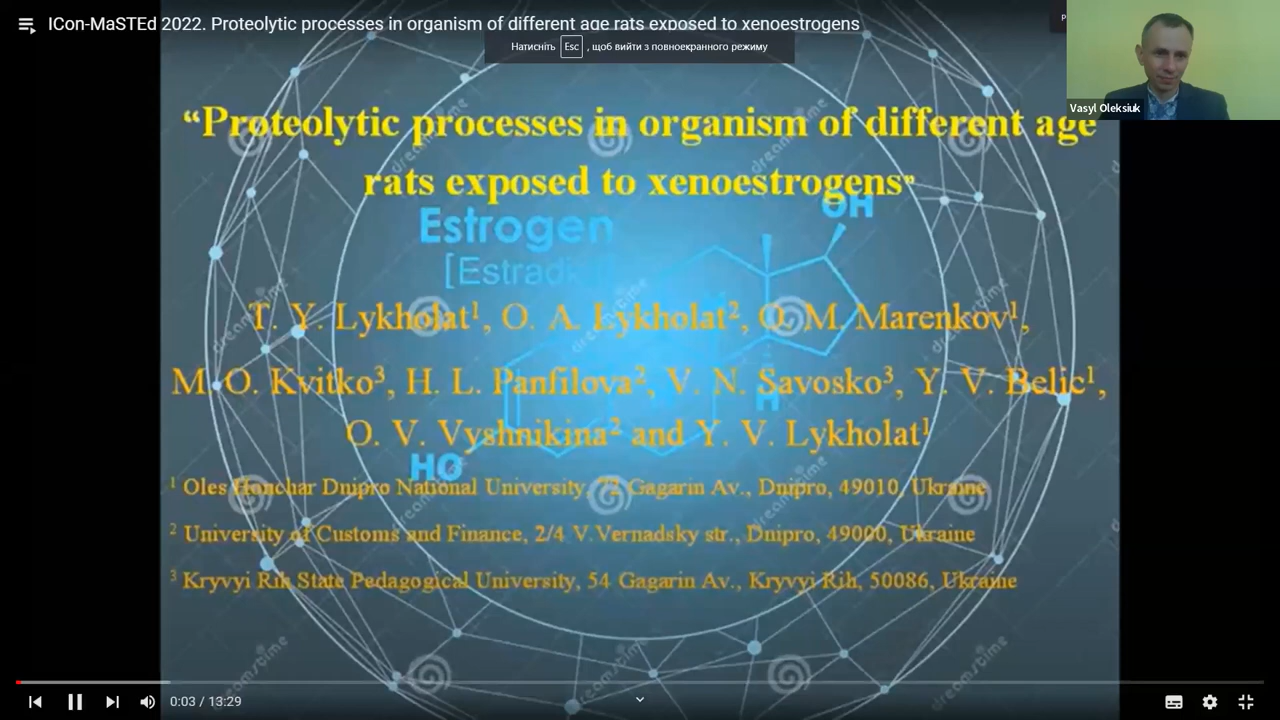 ICon-MaSTEd 2022. Proteolytic processes in organism of different age rats exposed to xenoestrogens
Натисніть Esc , щоб вийти з повноекранного режиму
Vasyl Oleksiuk
“Proteolytic processes in organism of different age
rats exposed to xenoestrogens”
Estrogen
OH
[Estradi
T. Y. Lykholat¹, O. A. Lykholat², O. M. Marenkov¹,
M. O. Kvitko³, H. L. Panfilova², V. N. Savosko³, Y. V. Belic¹,
H
O. V. Vyshnikina² and Y. V. Lykholat¹
HO
¹ Oles Honchar Dnipro National University, 72 Gagarin Av., Dnipro, 49010, Ukraine
² University of Customs and Finance, 2/4 V.Vernadsky str., Dnipro, 49000, Ukraine
³ Kryvyi Rih State Pedagogical University, 54 Gagarin Av., Kryvyi Rih, 50086, Ukraine
dreamstime
0:03 / 13:29